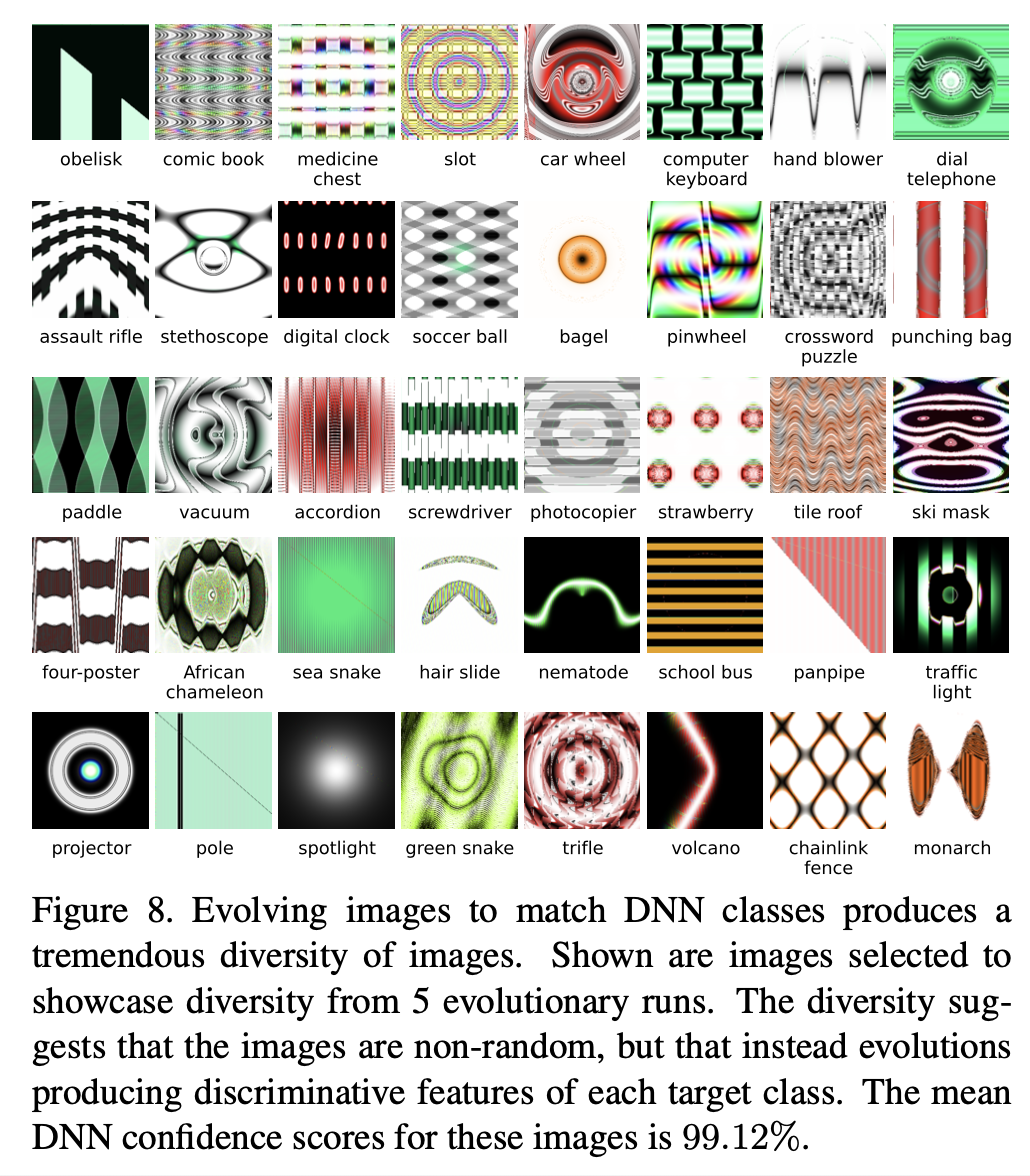 obelisk comic book medicine slot car wheel computer hand blower dial
chest keyboard telephone
assault rifle stethoscope digital clock soccer ball bagel pinwheel crossword punching bag
puzzle
paddle vacuum accordion screwdriver photocopier strawberry tile roof ski mask
four-poster African sea snake hair slide nematode school bus panpipe traffic
chameleon light
projector pole spotlight green snake trifle volcano chainlink monarch
fence
Figure 8. Evolving images to match DNN classes produces a
tremendous diversity of images. Shown are images selected to
showcase diversity from 5 evolutionary runs. The diversity sug-
gests that the images are non-random, but that instead evolutions
producing discriminative features of each target class. The mean
DNN confidence scores for these images is 99.12%.